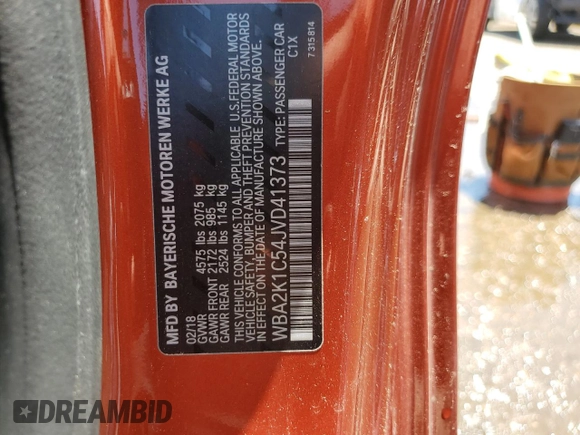 MFD BY BAYERISCHE MOTOREN WERKE AG
02/18
GVWR 4575 lbs 2075 kg
GAWR FRONT 2172 lbs 985 kg
GAWR REAR 2524 lbs 1145 kg
THIS VEHICLE CONFORMS TO ALL APPLICABLE U.S. FEDERAL MOTOR
VEHICLE SAFETY, BUMPER AND THEFT PREVENTION STANDARDS
IN EFFECT ON THE DATE OF MANUFACTURE SHOWN ABOVE.
WBA2K1C54JVD41373 TYPE: PASSENGER CAR
C1X
7315814
DREAMBID